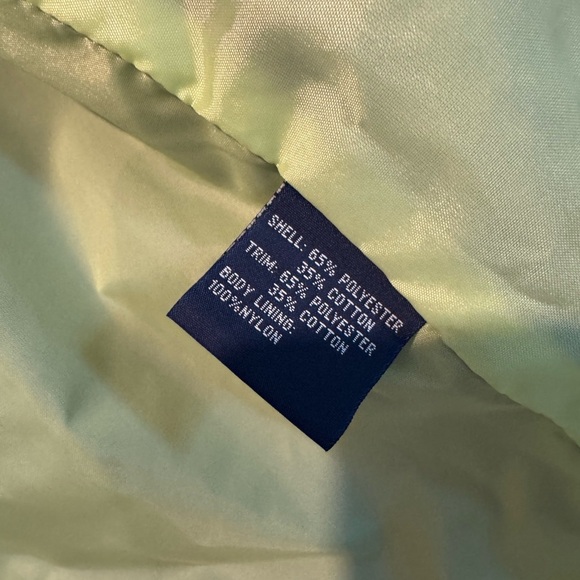 SHELL: 65% POLYESTER
35% COTTON
TRIM: 65% POLYESTER
35% COTTON
BODY LINING:
100%NYLON